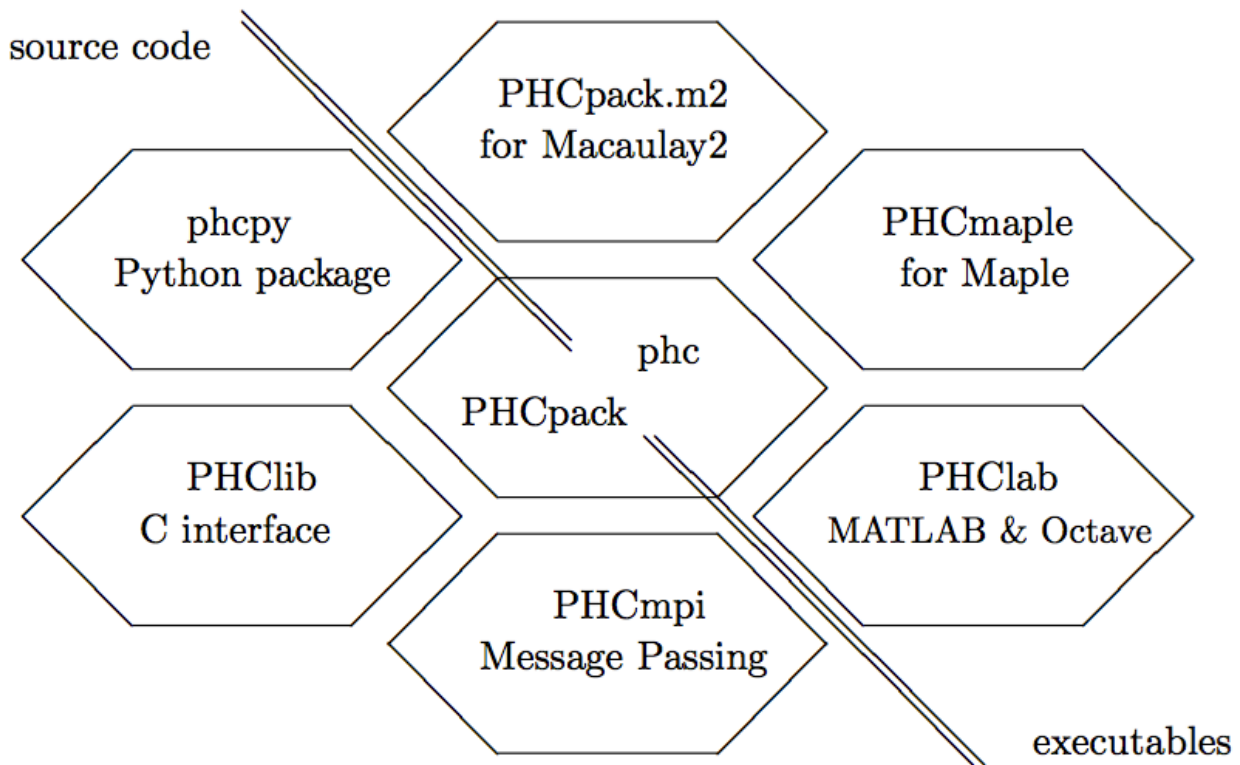 source code
PHCpack.m2
for Macaulay2
phcpy
Python package
PHCmaple
for Maple
phc
PHCpack
PHClib
C interface
PHClab
MATLAB & Octave
PHCmpi
Message Passing
executables